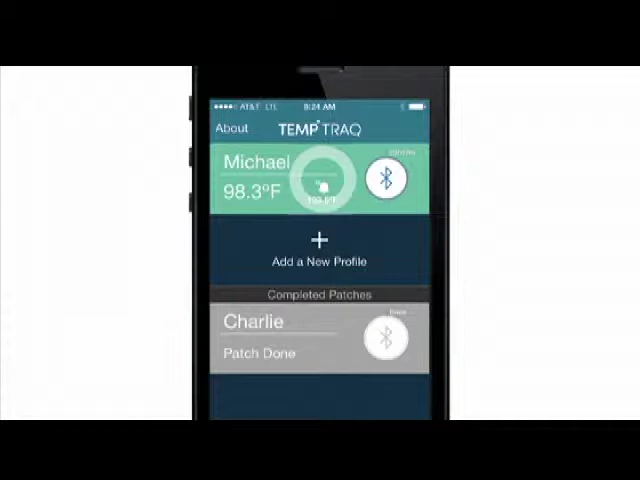 AT&T LTE 8:24 AM
About TEMP°TRAQ
Michael
98.3°F
Add a New Profile
Completed Patches
Charlie
Patch Done